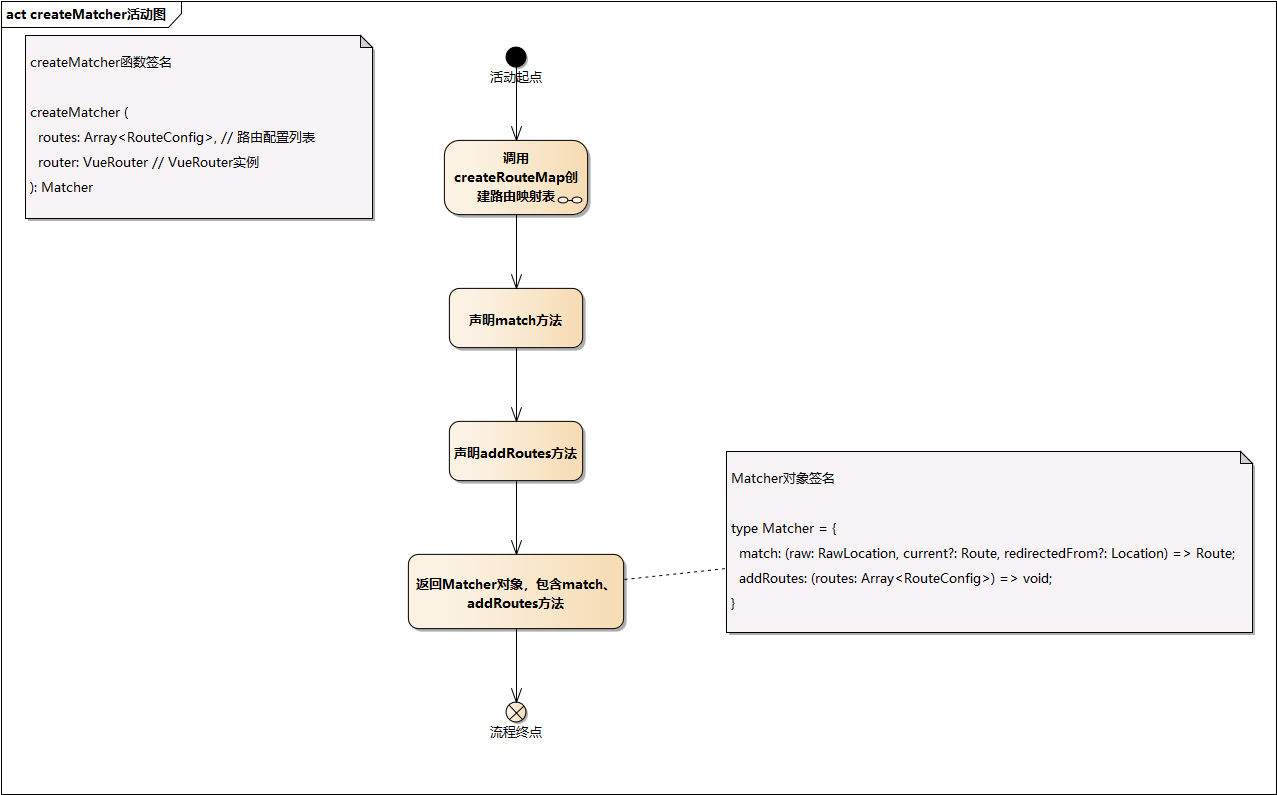 act createMatcher活动图
createMatcher函数签名
createMatcher (
routes: Array<RouteConfig>, // 路由配置列表
router: VueRouter // VueRouter实例
): Matcher
活动起点
调用
createRouteMap创
建路由映射表
声明match方法
声明addRoutes方法
返回Matcher对象，包含match、
addRoutes方法
Matcher对象签名
type Matcher = {
match: (raw: RawLocation, current?: Route, redirectedFrom?: Location) => Route;
addRoutes: (routes: Array<RouteConfig>) => void;
}
流程终点